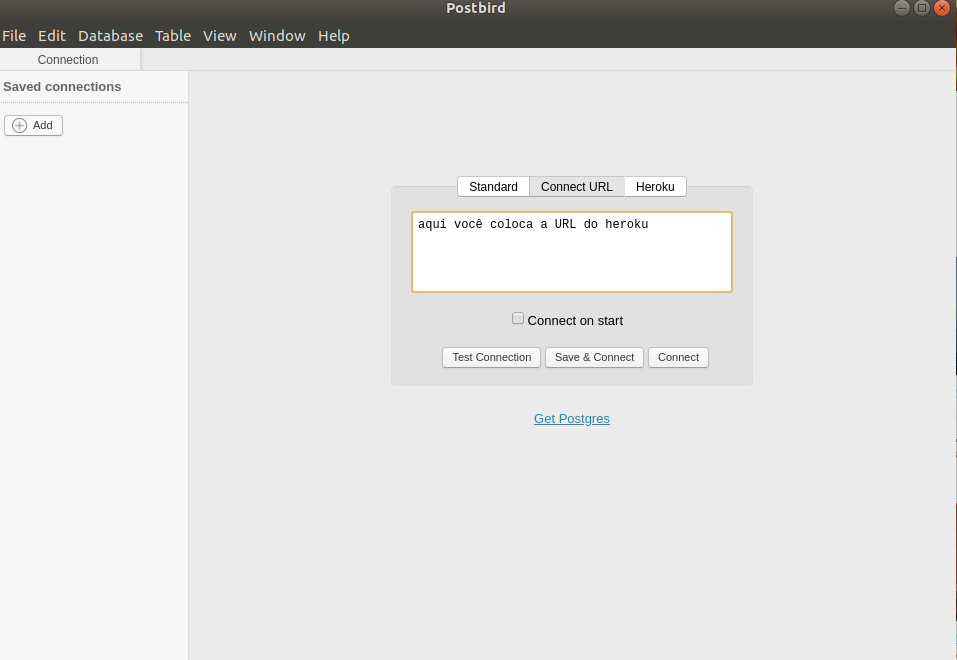 Postbird
File Edit Database Table View Window Help
Connection
Saved connections
Add
Standard Connect URL Heroku
aqui você coloca a URL do heroku
Connect on start
Test Connection Save & Connect Connect
Get Postgres